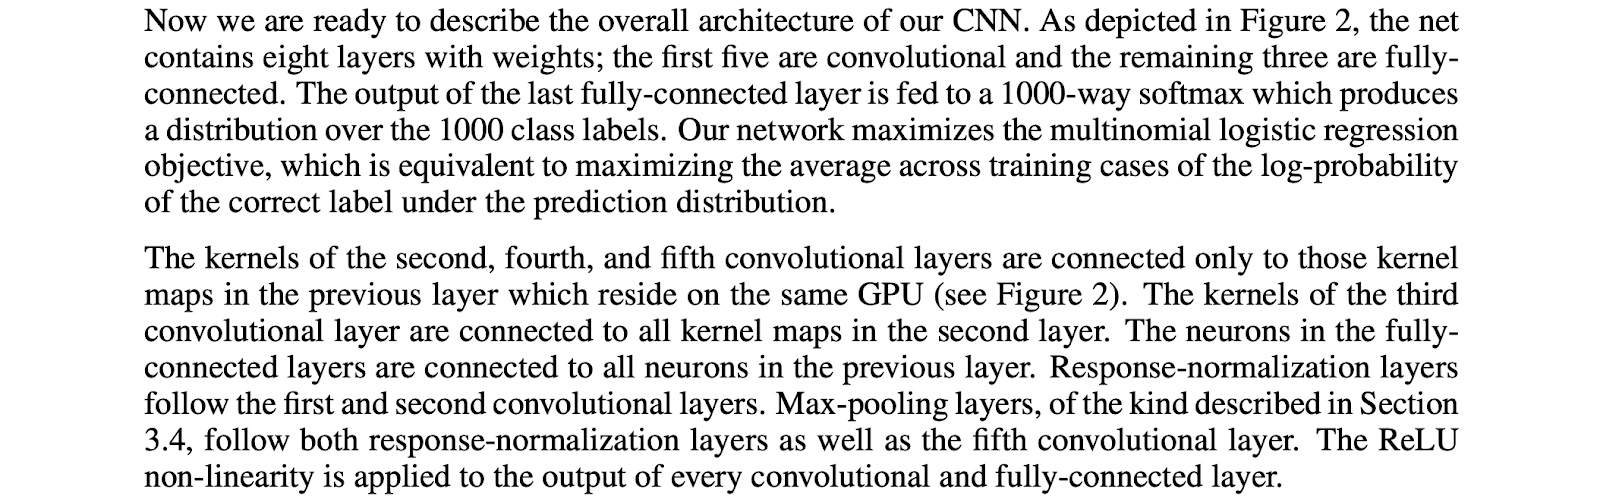 Now we are ready to describe the overall architecture of our CNN. As depicted in Figure 2, the net
contains eight layers with weights; the first five are convolutional and the remaining three are fully-
connected. The output of the last fully-connected layer is fed to a 1000-way softmax which produces
a distribution over the 1000 class labels. Our network maximizes the multinomial logistic regression
objective, which is equivalent to maximizing the average across training cases of the log-probability
of the correct label under the prediction distribution.
The kernels of the second, fourth, and fifth convolutional layers are connected only to those kernel
maps in the previous layer which reside on the same GPU (see Figure 2). The kernels of the third
convolutional layer are connected to all kernel maps in the second layer. The neurons in the fully-
connected layers are connected to all neurons in the previous layer. Response-normalization layers
follow the first and second convolutional layers. Max-pooling layers, of the kind described in Section
3.4, follow both response-normalization layers as well as the fifth convolutional layer. The ReLU
non-linearity is applied to the output of every convolutional and fully-connected layer.